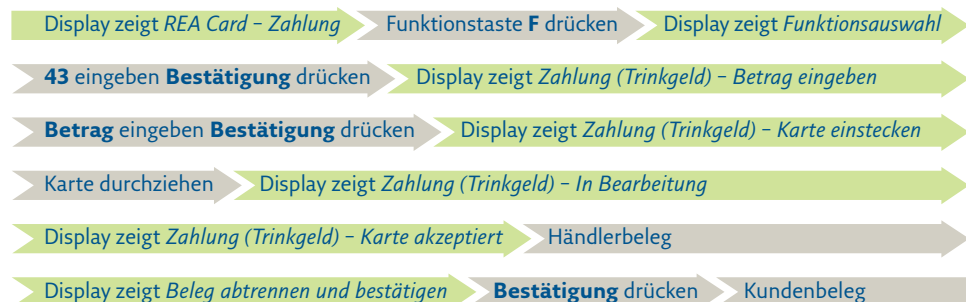 Display zeigt REA Card – Zahlung Funktionstaste F drücken Display zeigt Funktionsauswahl
43 eingeben Bestätigung drücken Display zeigt Zahlung (Trinkgeld) – Betrag eingeben
Betrag eingeben Bestätigung drücken Display zeigt Zahlung (Trinkgeld) – Karte einstecken
Karte durchziehen Display zeigt Zahlung (Trinkgeld) – In Bearbeitung
Display zeigt Zahlung (Trinkgeld) – Karte akzeptiert Händlerbeleg
Display zeigt Beleg abtrennen und bestätigen Bestätigung drücken Kundenbeleg